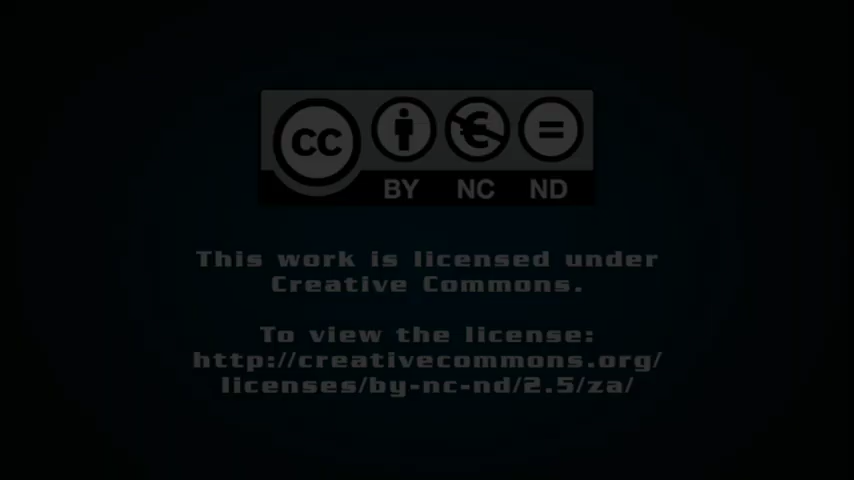 CC
BY NC ND
This work is licensed under
Creative Commons.
To view the license:
http://creativecommons.org/
licenses/by-nc-nd/2.5/za/